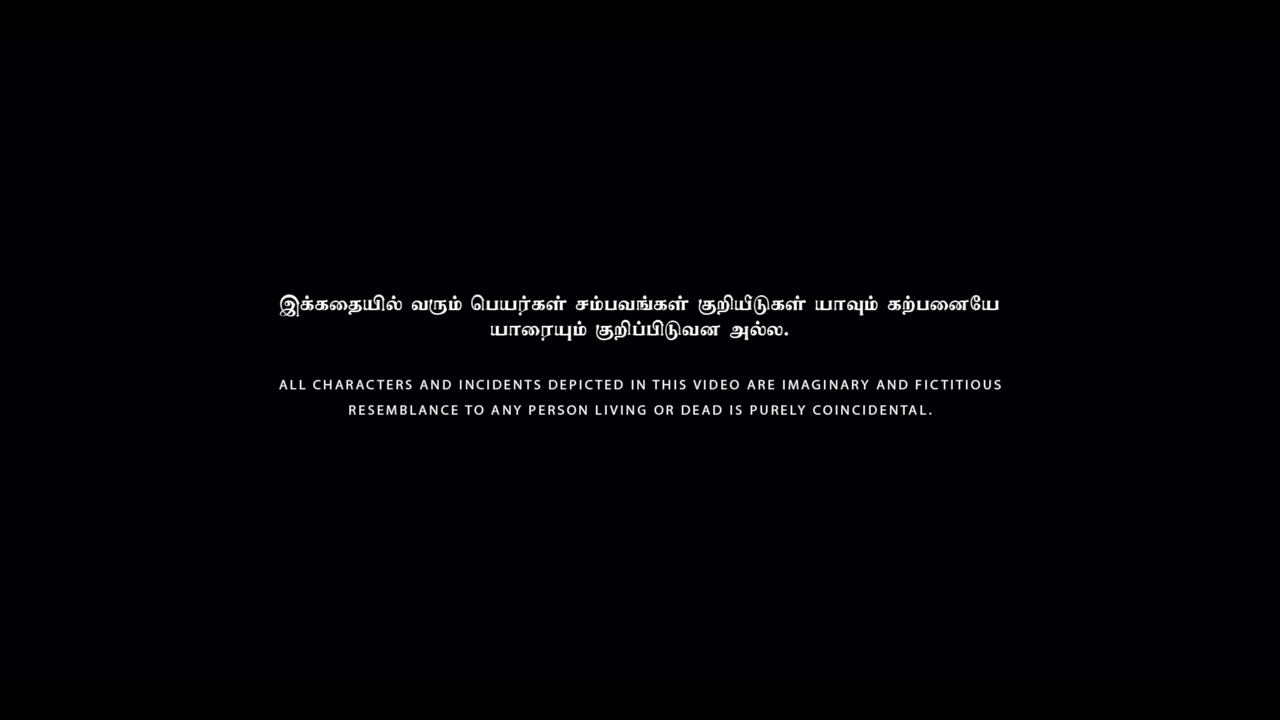 இக்கதையில் வரும் பெயர்கள் சம்பவங்கள் குறியீடுகள் யாவும் கற்பனையே
யாரையும் குறிப்பிடுவன அல்ல.
ALL CHARACTERS AND INCIDENTS DEPICTED IN THIS VIDEO ARE IMAGINARY AND FICTITIOUS
RESEMBLANCE TO ANY PERSON LIVING OR DEAD IS PURELY COINCIDENTAL.